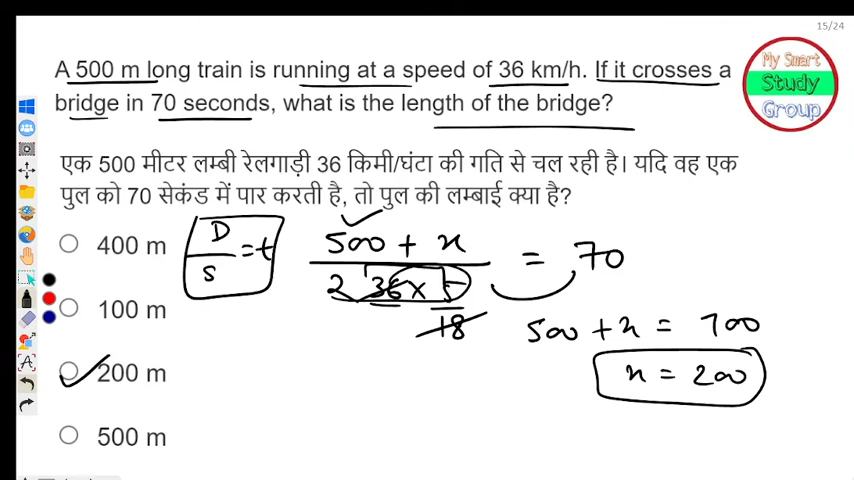 15/24
A 500 m long train is running at a speed of 36 km/h. If it crosses a
bridge in 70 seconds, what is the length of the bridge?
My Smart
Study
Group
एक 500 मीटर लम्बी रेलगाड़ी 36 किमी/घंटा की गति से चल रही है। यदि वह एक
पुल को 70 सेकंड में पार करती है, तो पुल की लम्बाई क्या है?
400 m
100 m
200 m
500 m
D/S = t
500 + x
2 36 × 5
18
= 70
500 + x = 700
x = 200